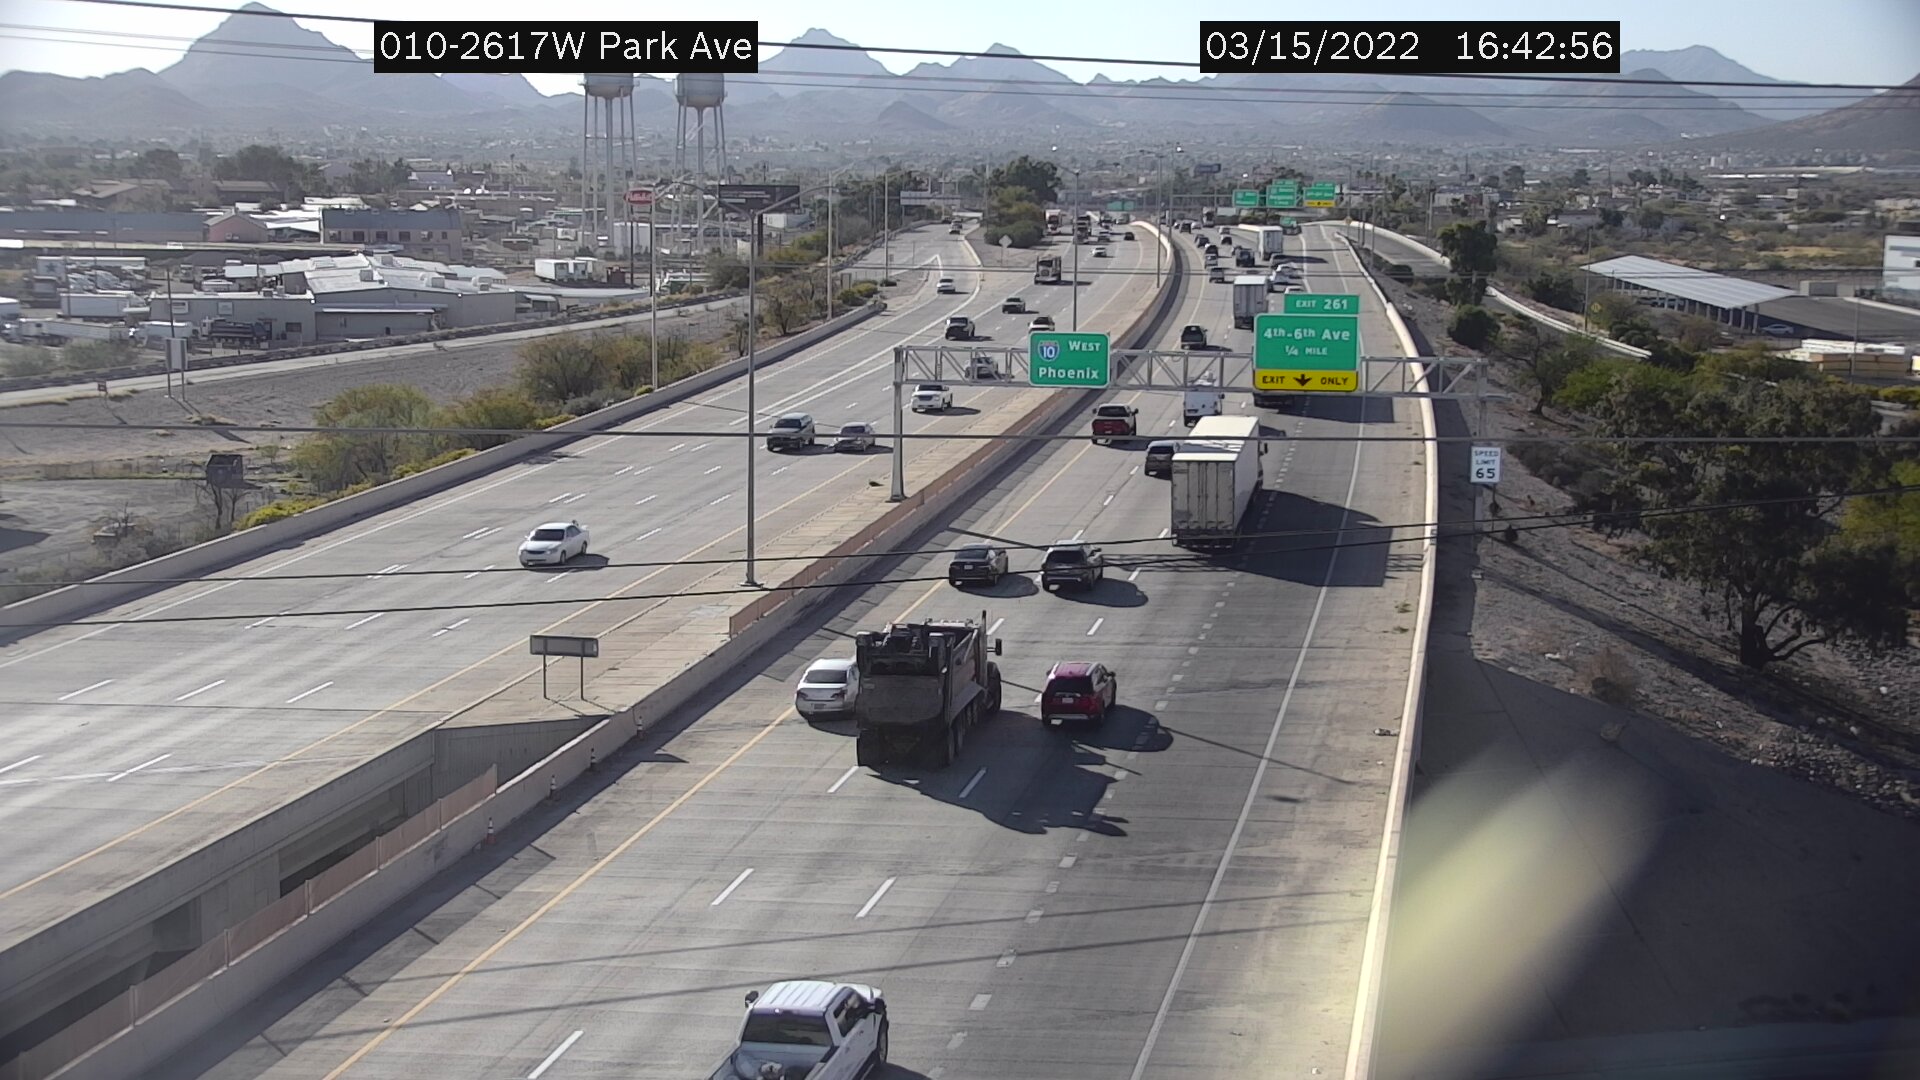 010-2617W Park Ave
03/15/2022 16:42:56
EXIT 261
4th-6th Ave
1/4 MILE
EXIT ONLY
10
WEST
Phoenix
SPEED
LIMIT
65